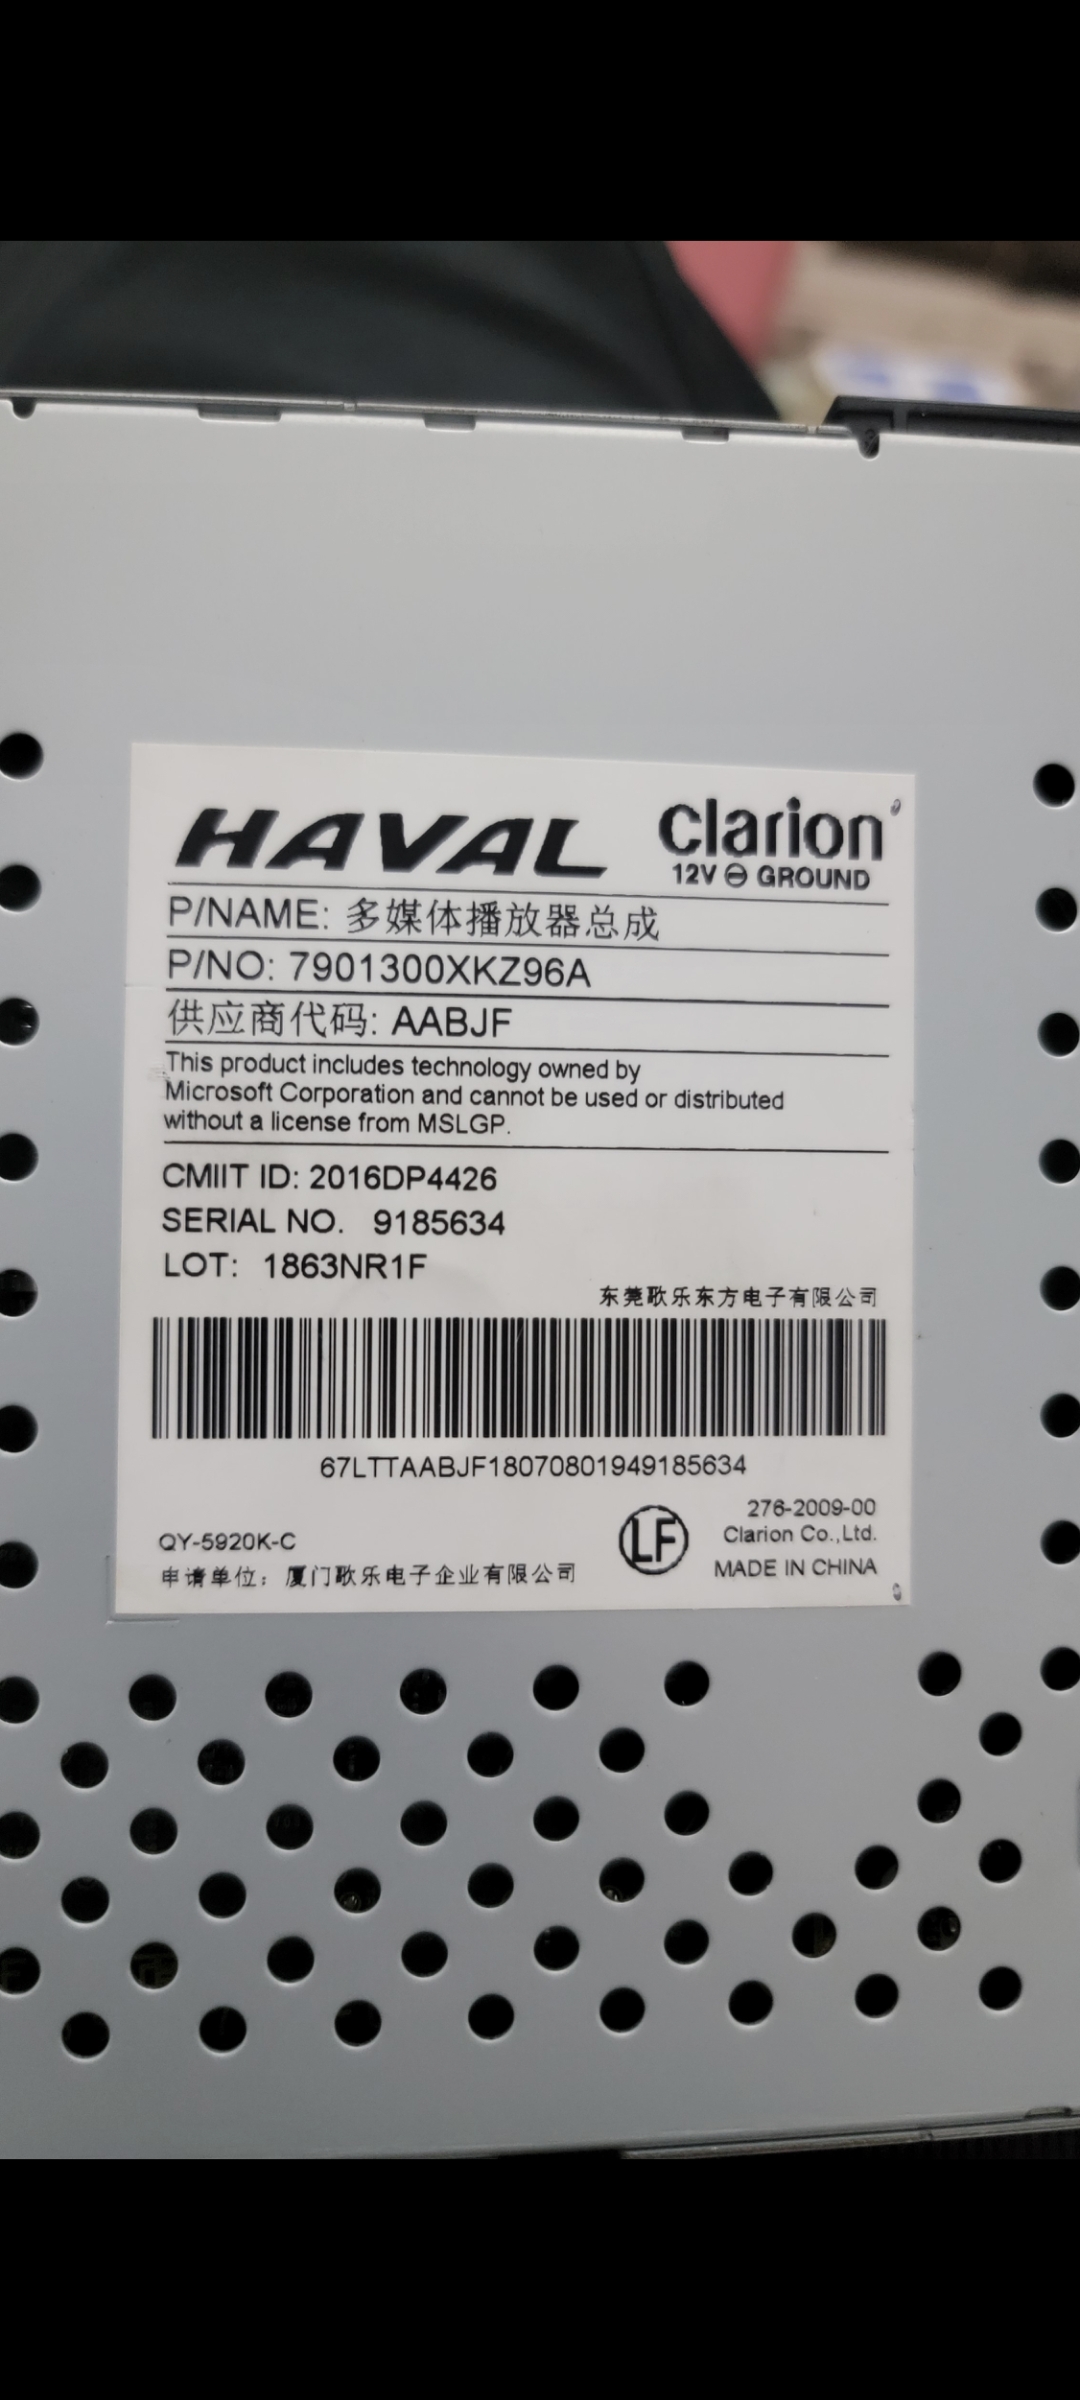 HAVAL Clarion
12V ⊖ GROUND
P/NAME: 多媒体播放器总成
P/NO: 7901300XKZ96A
供应商代码: AABJF
This product includes technology owned by
Microsoft Corporation and cannot be used or distributed
without a license from MSLGP.
CMIIT ID: 2016DP4426
SERIAL NO. 9185634
LOT: 1863NR1F
东莞歌乐东方电子有限公司
67LTTAABJF18070801949185634
276-2009-00
QY-5920K-C
LF
Clarion Co.,Ltd.
申请单位: 厦门歌乐电子企业有限公司
MADE IN CHINA